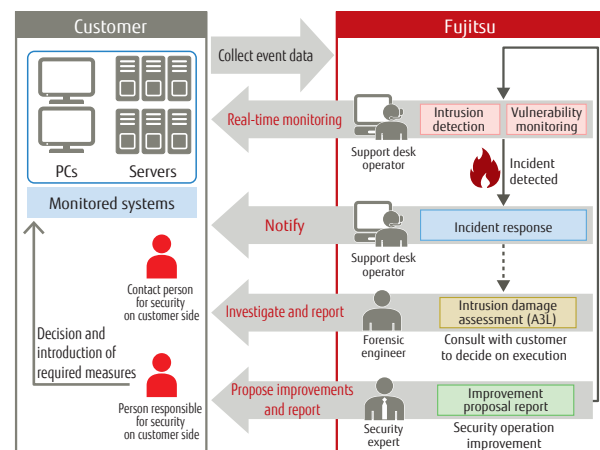 Customer
Fujitsu
Collect event data
PCs
Servers
Monitored systems
Real-time monitoring
Support desk
operator
Intrusion
detection
Vulnerability
monitoring
Incident
detected
Notify
Support desk
operator
Incident response
Contact person
for security
on customer side
Investigate and report
Forensic
engineer
Intrusion damage
assessment (A3L)
Consult with customer
to decide on execution
Decision and
introduction of
required measures
Person responsible
for security
on customer side
Propose improvements
and report
Security
expert
Improvement
proposal report
Security operation
improvement